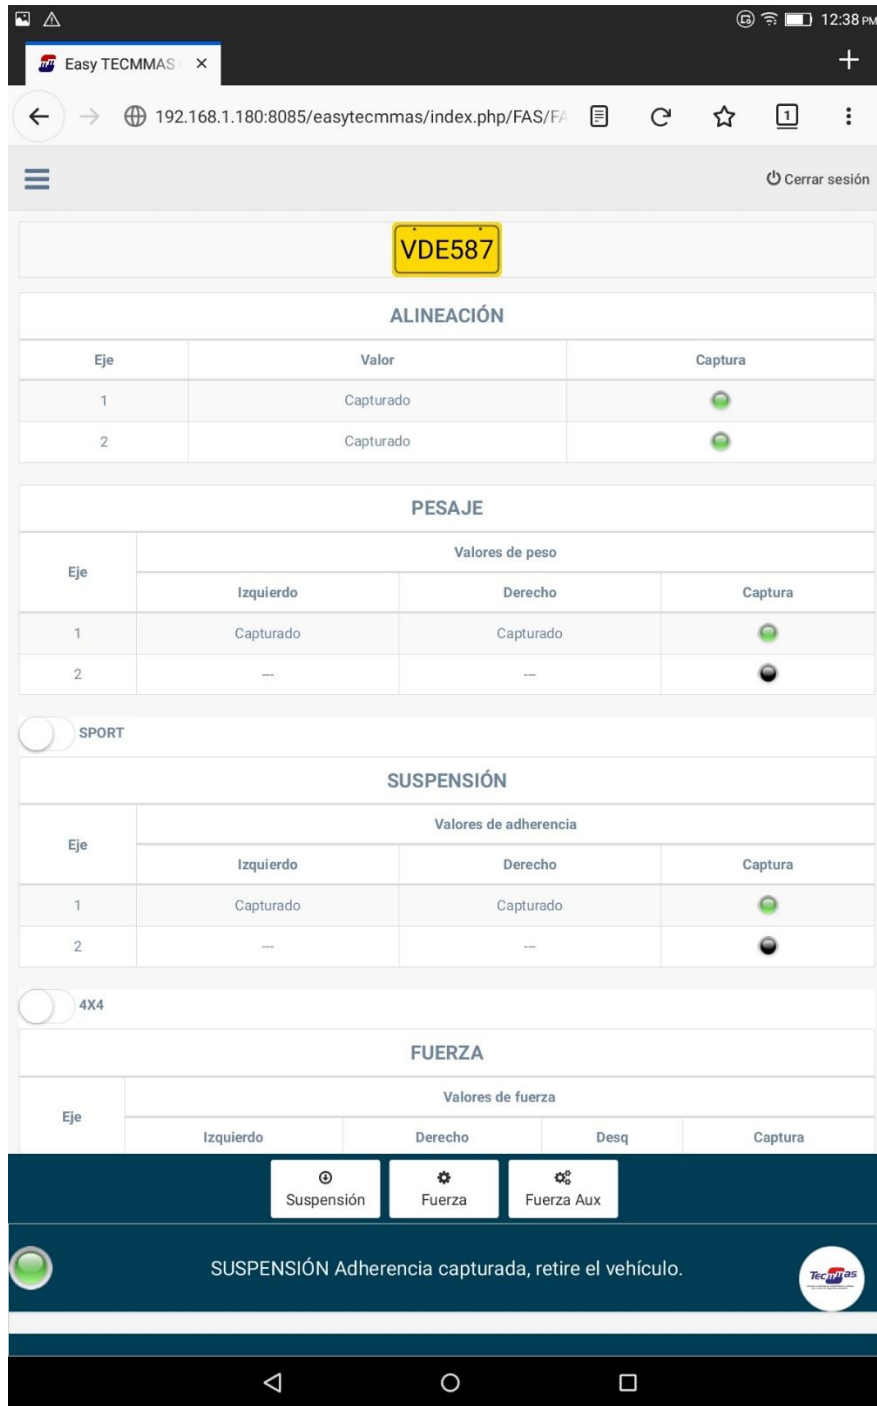 12:38 PM
Easy TECMMAS
192.168.1.180:8085/easytecmmas/index.php/FAS/FA
1
Cerrar sesión
VDE587
ALINEACIÓN
Eje Valor Captura
1 Capturado
2 Capturado
PESAJE
Eje
Valores de peso
Izquierdo Derecho Captura
1 Capturado Capturado
2 --- ---
SPORT
SUSPENSIÓN
Eje
Valores de adherencia
Izquierdo Derecho Captura
1 Capturado Capturado
2 --- ---
4X4
FUERZA
Eje
Valores de fuerza
Izquierdo Derecho Desq Captura
Suspensión Fuerza Fuerza Aux
SUSPENSIÓN Adherencia capturada, retire el vehículo.
Tecmmas